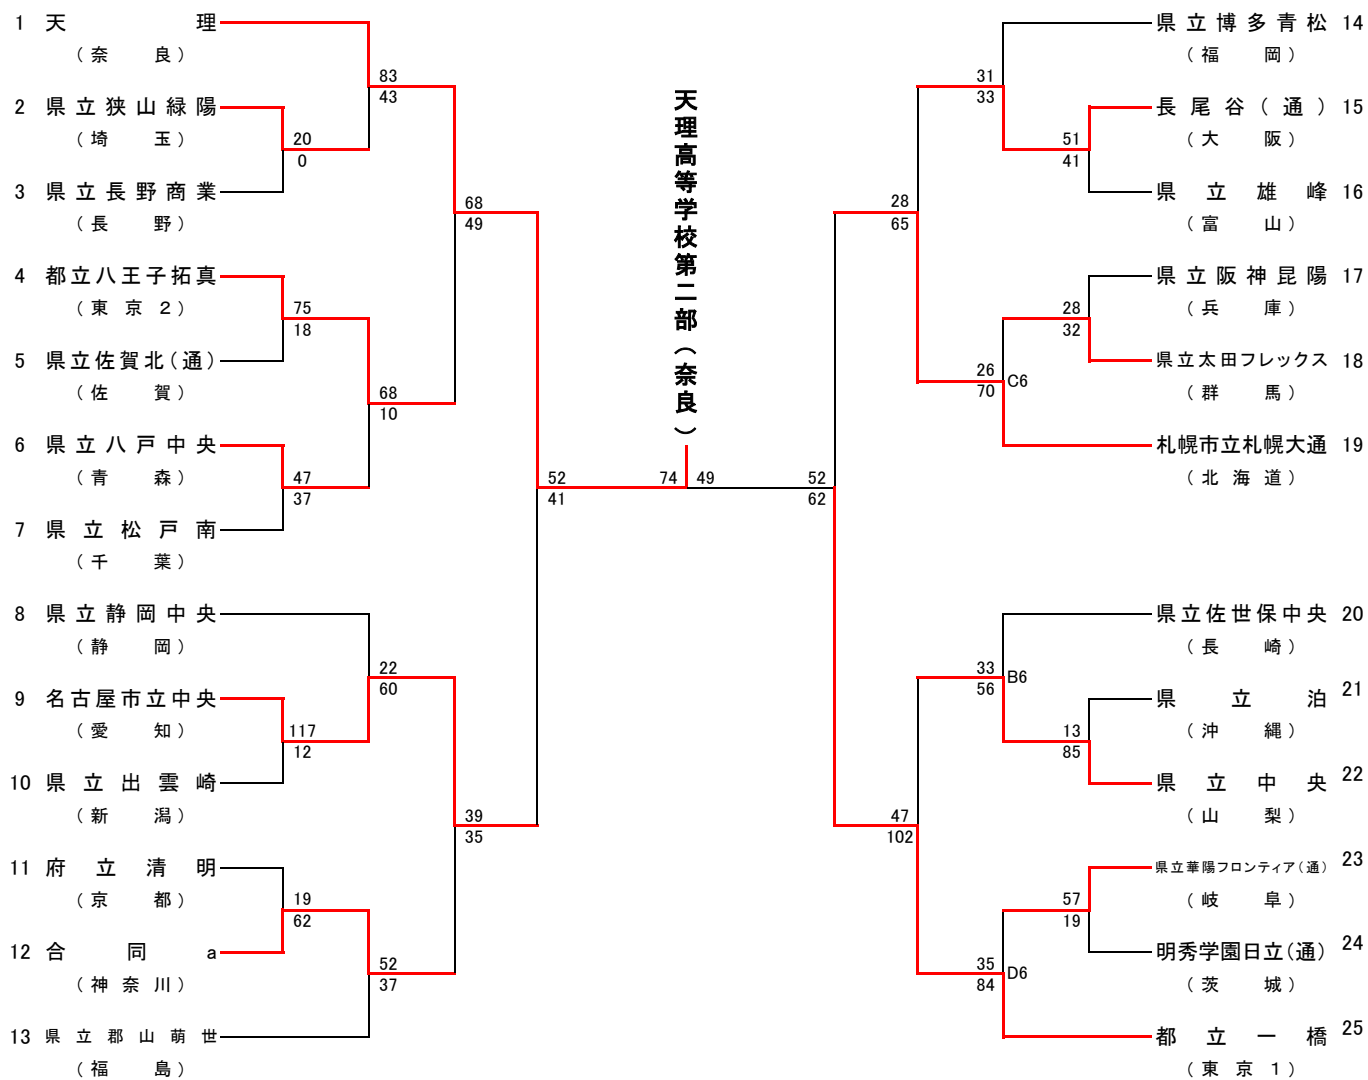 1 天理
（奈良）
2 県立狭山緑陽
（埼玉）
3 県立長野商業
（長野）
4 都立八王子拓真
（東京2）
5 県立佐賀北（通）
（佐賀）
6 県立八戸中央
（青森）
7 県立松戸南
（千葉）
8 県立静岡中央
（静岡）
9 名古屋市立中央
（愛知）
10 県立出雲崎
（新潟）
11 府立清明
（京都）
12 合同a
（神奈川）
13 県立郡山萌世
（福島）
20
0
75
18
47
37
117
12
19
62
83
43
68
10
22
60
52
37
68
49
39
35
52
41
天理高等学校第二部（奈良）
74 49
52
62
28
65
47
102
31
33
26
70
C6
33
56
B6
35
84
D6
51
41
28
32
13
85
57
19
県立博多青松 14
（福岡）
長尾谷（通） 15
（大阪）
県立雄峰 16
（富山）
県立阪神昆陽 17
（兵庫）
県立太田フレックス 18
（群馬）
札幌市立札幌大通 19
（北海道）
県立佐世保中央 20
（長崎）
県立泊 21
（沖縄）
県立中央 22
（山梨）
県立華陽フロンティア（通） 23
（岐阜）
明秀学園日立（通） 24
（茨城）
都立一橋 25
（東京1）